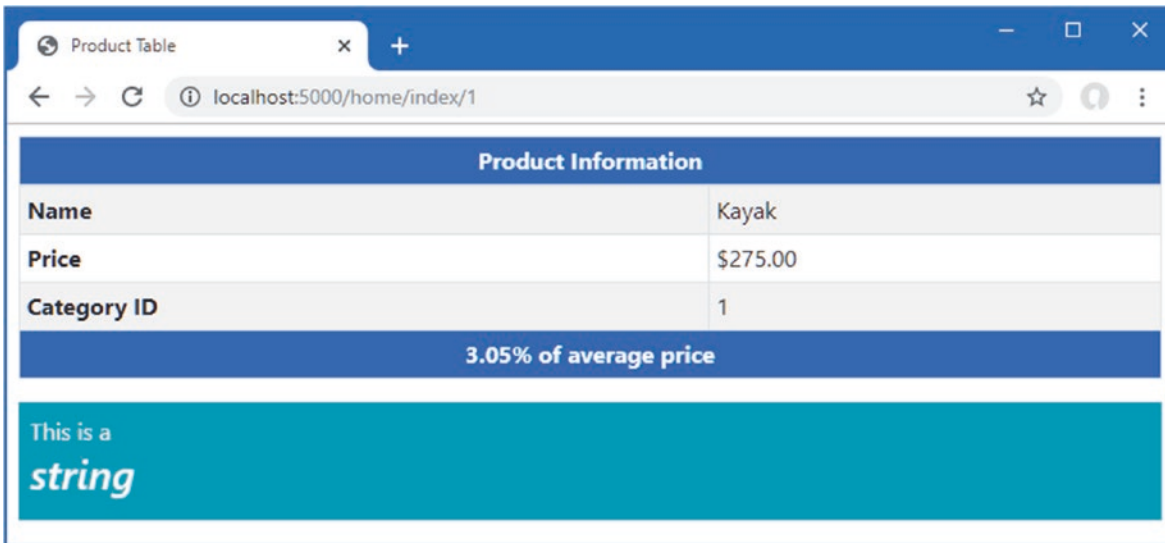 Product Table
localhost:5000/home/index/1
Product Information
Name Kayak
Price $275.00
Category ID 1
3.05% of average price
This is a
string